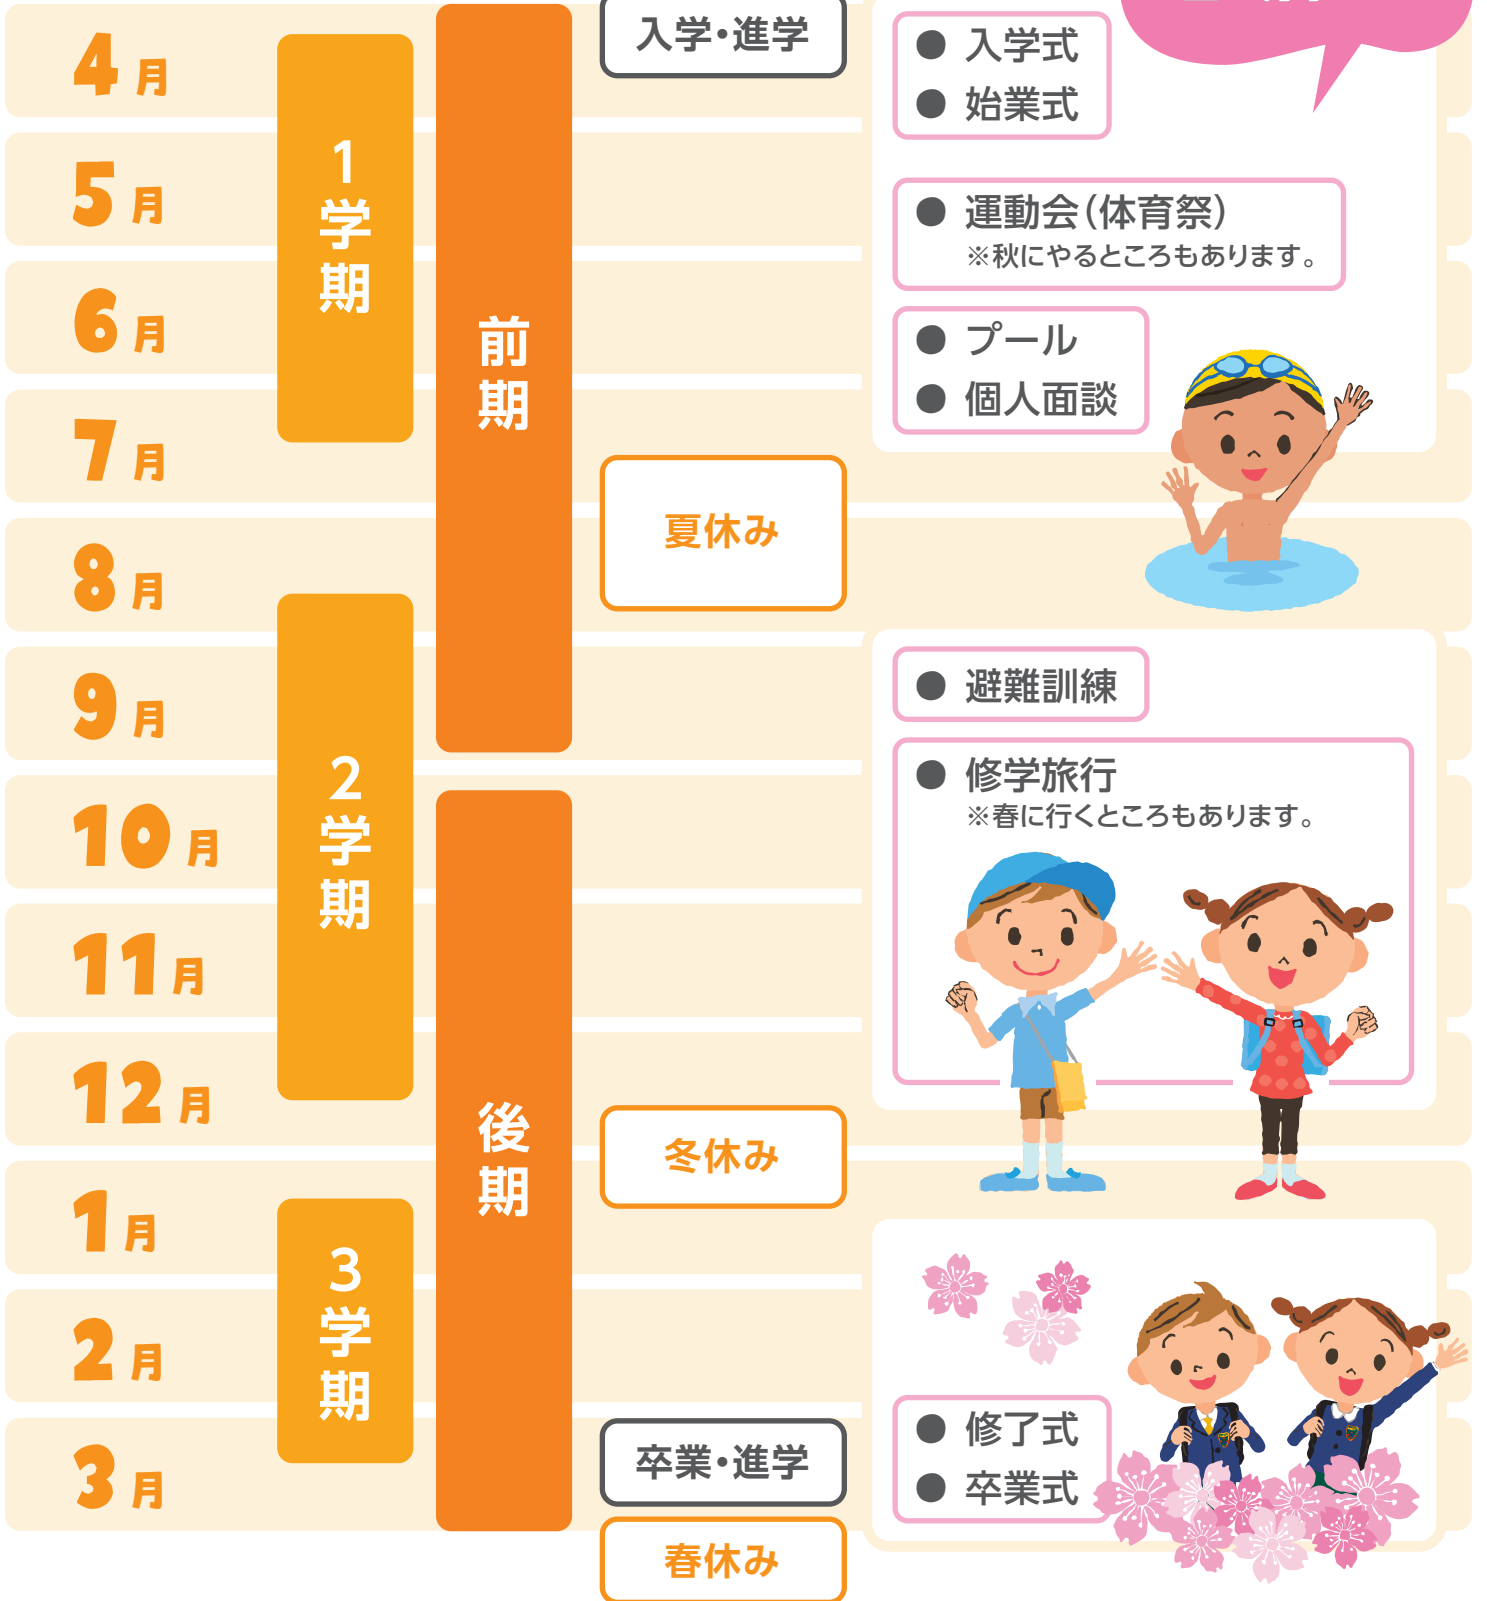 4月
5月
6月
7月
8月
9月
10月
11月
12月
1月
2月
3月
1学期
2学期
3学期
前期
後期
入学・進学
夏休み
冬休み
卒業・進学
春休み
● 入学式
● 始業式
● 運動会(体育祭)
※秋にやるところもあります。
● プール
● 個人面談
● 避難訓練
● 修学旅行
※春に行くところもあります。
● 修了式
● 卒業式